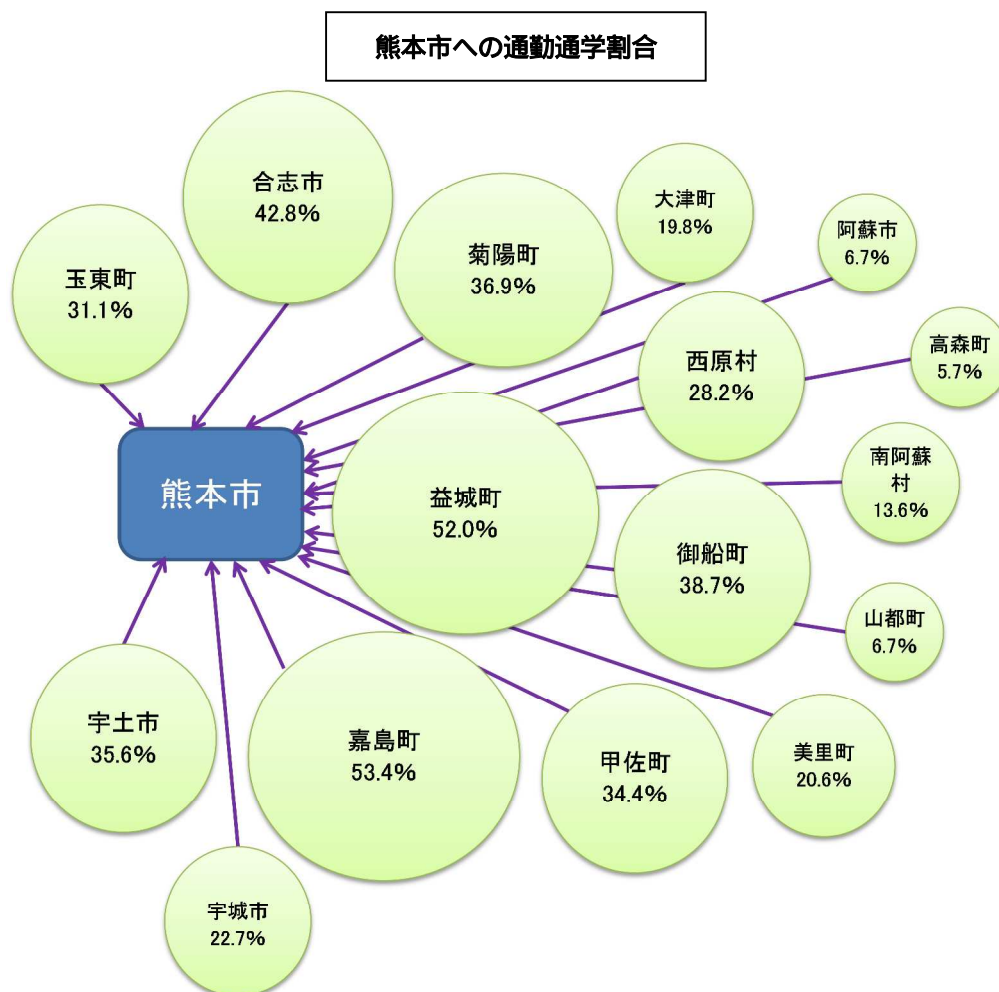 熊本市への通勤通学割合
合志市
42.8%
大津町
19.8%
菊陽町
36.9%
阿蘇市
6.7%
玉東町
31.1%
西原村
28.2%
高森町
5.7%
熊本市
益城町
52.0%
南阿蘇
村
13.6%
御船町
38.7%
山都町
6.7%
宇土市
35.6%
嘉島町
53.4%
甲佐町
34.4%
美里町
20.6%
宇城市
22.7%